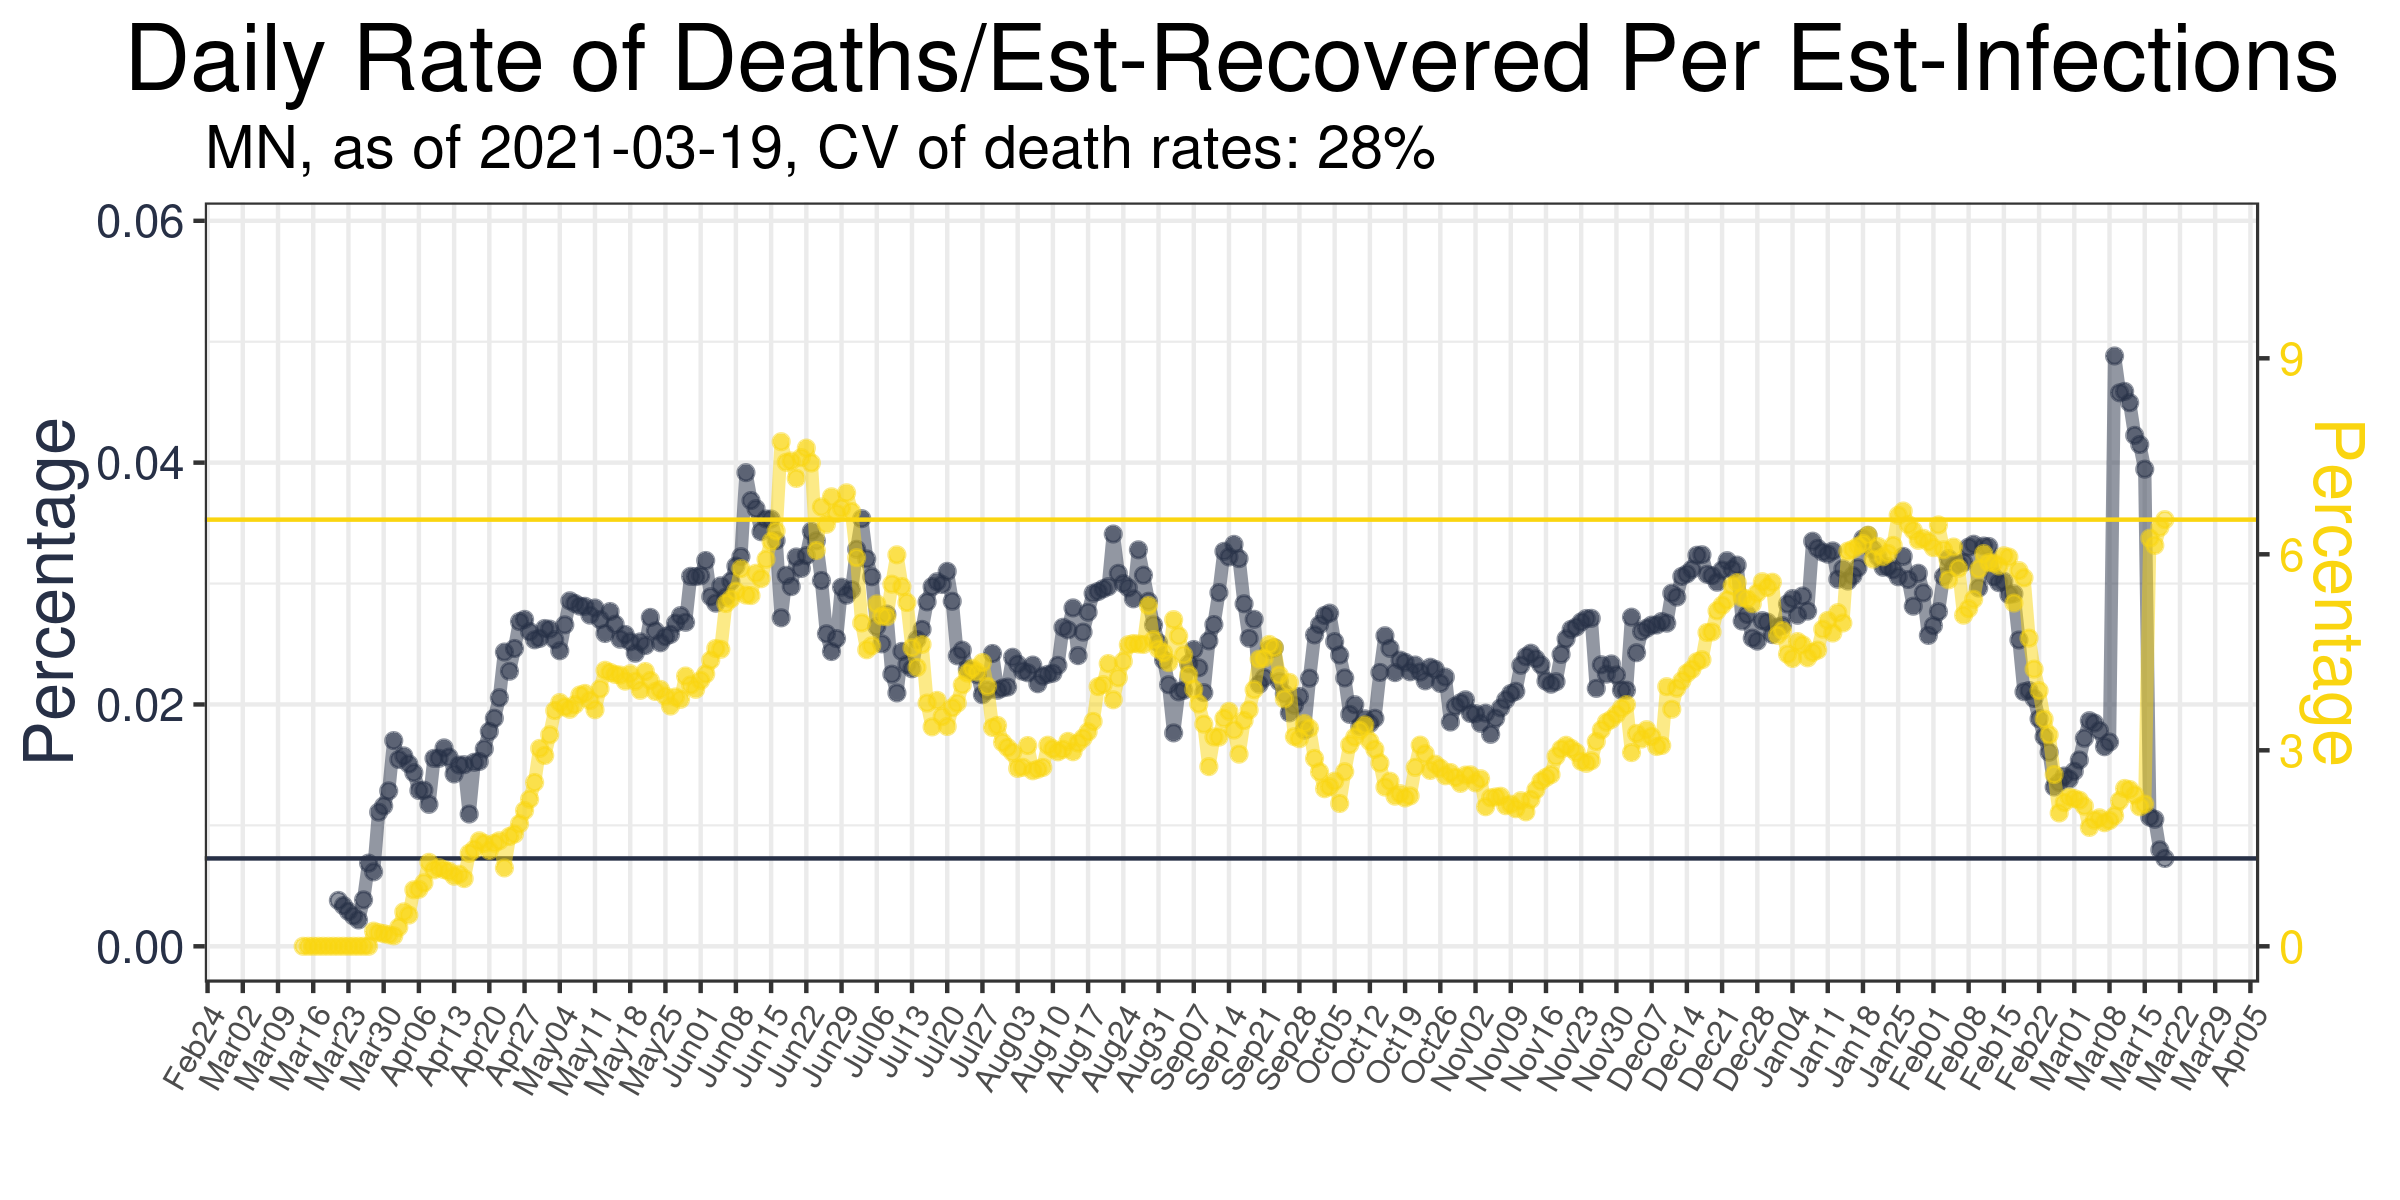 Daily Rate of Deaths/Est-Recovered Per Est-Infections
MN, as of 2021-03-19, CV of death rates: 28%
Percentage
0.06
0.04
0.02
0.00
9
6
3
0
Percentage
Feb24 Mar02 Mar09 Mar16 Mar23 Mar30 Apr06 Apr13 Apr20 Apr27 May04 May11 May18 May25 Jun01 Jun08 Jun15 Jun22 Jun29 Jul06 Jul13 Jul20 Jul27 Aug03 Aug10 Aug17 Aug24 Aug31 Sep07 Sep14 Sep21 Sep28 Oct05 Oct12 Oct19 Oct26 Nov02 Nov09 Nov16 Nov23 Nov30 Dec07 Dec14 Dec21 Dec28 Jan04 Jan11 Jan18 Jan25 Feb01 Feb08 Feb15 Feb22 Mar01 Mar08 Mar15 Mar22 Mar29 Apr05